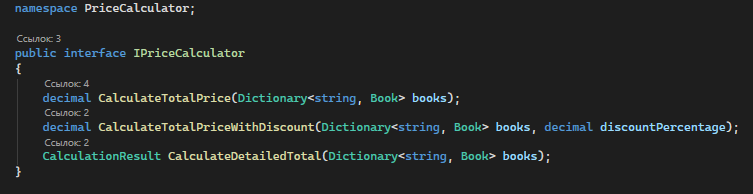 namespace PriceCalculator;
Ссылок: 3
public interface IPriceCalculator
{
Ссылок: 4
decimal CalculateTotalPrice(Dictionary<string, Book> books);
Ссылок: 2
decimal CalculateTotalPriceWithDiscount(Dictionary<string, Book> books, decimal discountPercentage);
Ссылок: 2
CalculationResult CalculateDetailedTotal(Dictionary<string, Book> books);
}